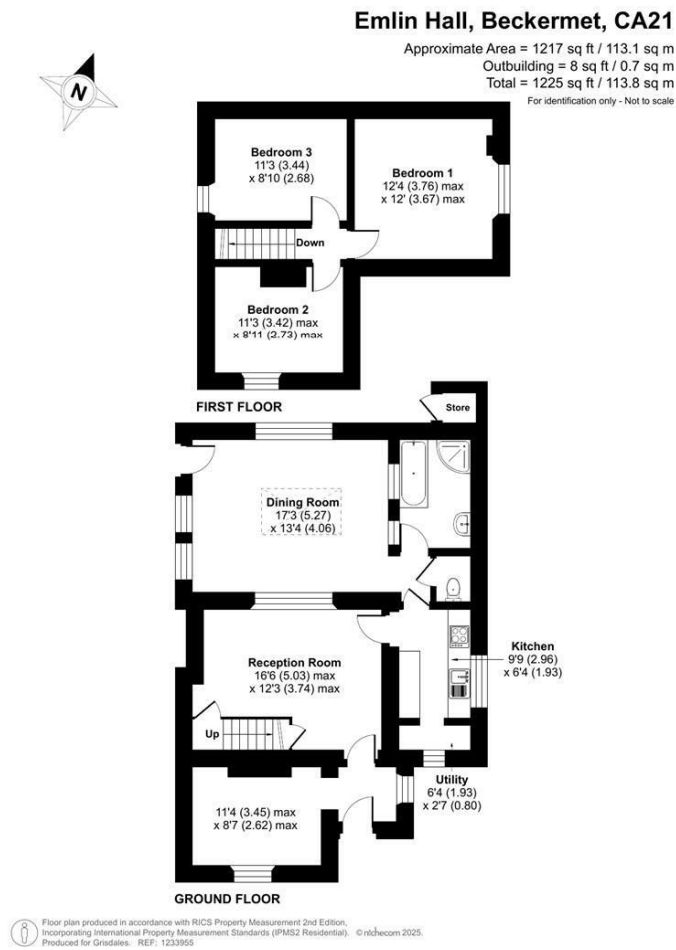 Emlin Hall, Beckermet, CA21
Approximate Area = 1217 sq ft / 113.1 sq m
Outbuilding = 8 sq ft / 0.7 sq m
Total = 1225 sq ft / 113.8 sq m
For identification only - Not to scale
N
Bedroom 3
11'3 (3.44)
x 8'10 (2.68)
Bedroom 1
12'4 (3.76) max
x 12' (3.67) max
Down
Bedroom 2
11'3 (3.42) max
x 8'11 (2.73) max
FIRST FLOOR
Store
Dining Room
17'3 (5.27)
x 13'4 (4.06)
Kitchen
9'9 (2.96)
x 6'4 (1.93)
Reception Room
16'6 (5.03) max
x 12'3 (3.74) max
Up
Utility
6'4 (1.93)
x 2'7 (0.80)
11'4 (3.45) max
x 8'7 (2.62) max
GROUND FLOOR
Floor plan produced in accordance with RICS Property Measurement 2nd Edition,
Incorporating International Property Measurement Standards (IPMS2 Residential). © nichecom 2025.
Produced for Grisdales. REF: 1233955